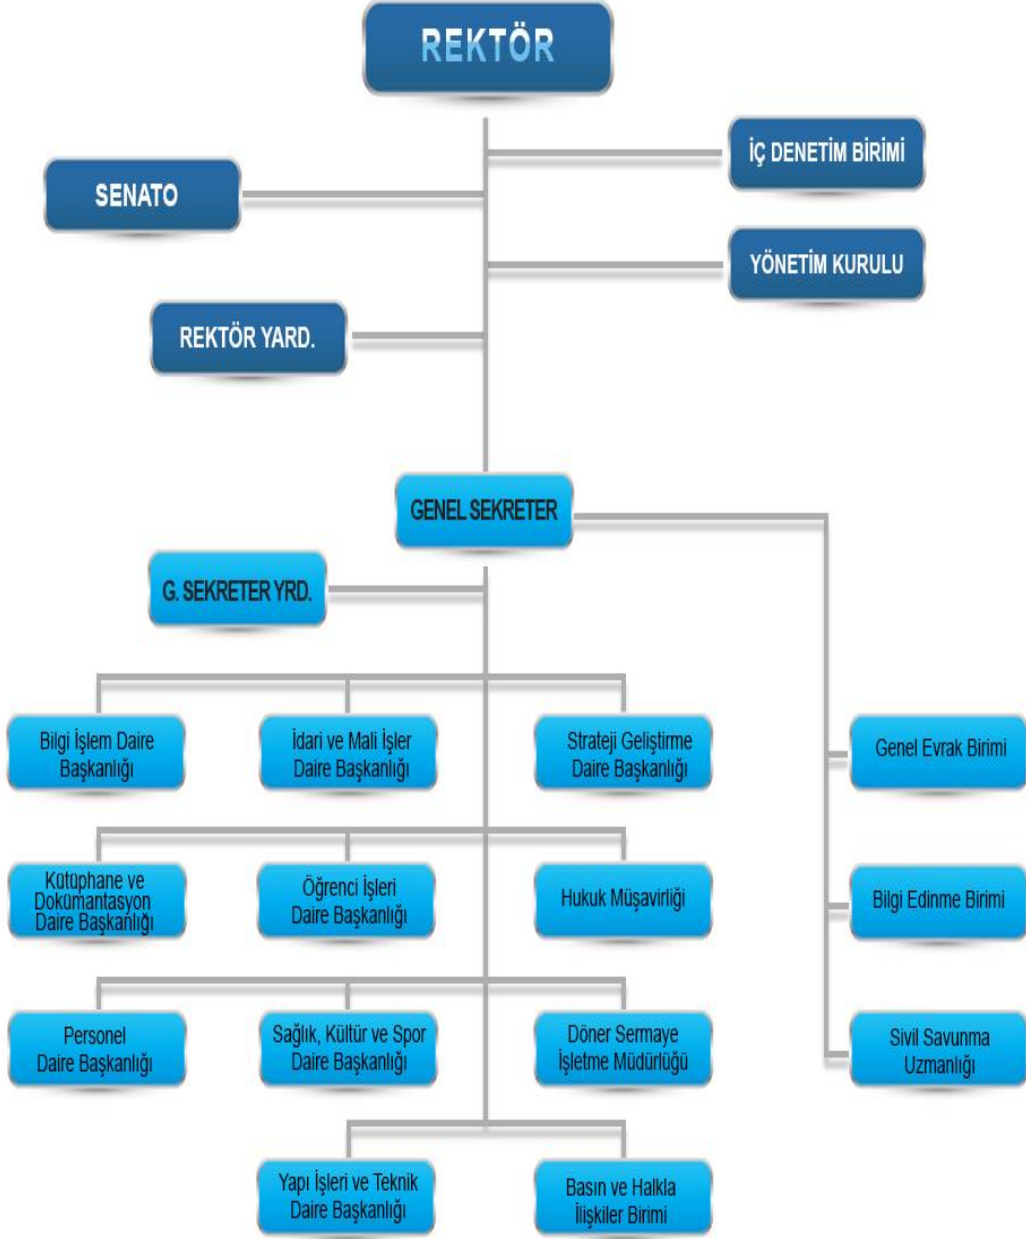 REKTÖR
İÇ DENETİM BİRİMİ
SENATO
YÖNETİM KURULU
REKTÖR YARD.
GENEL SEKRETER
G. SEKRETER YRD.
Bilgi İşlem Daire
Başkanlığı
İdari ve Mali İşler
Daire Başkanlığı
Strateji Geliştirme
Daire Başkanlığı
Genel Evrak Birimi
Kütüphane ve
Dokümantasyon
Daire Başkanlığı
Öğrenci İşleri
Daire Başkanlığı
Hukuk Müşavirliği
Bilgi Edinme Birimi
Personel
Daire Başkanlığı
Sağlık, Kültür ve Spor
Daire Başkanlığı
Döner Sermaye
İşletme Müdürlüğü
Sivil Savunma
Uzmanlığı
Yapı İşleri ve Teknik
Daire Başkanlığı
Basın ve Halkla
İlişkiler Birimi